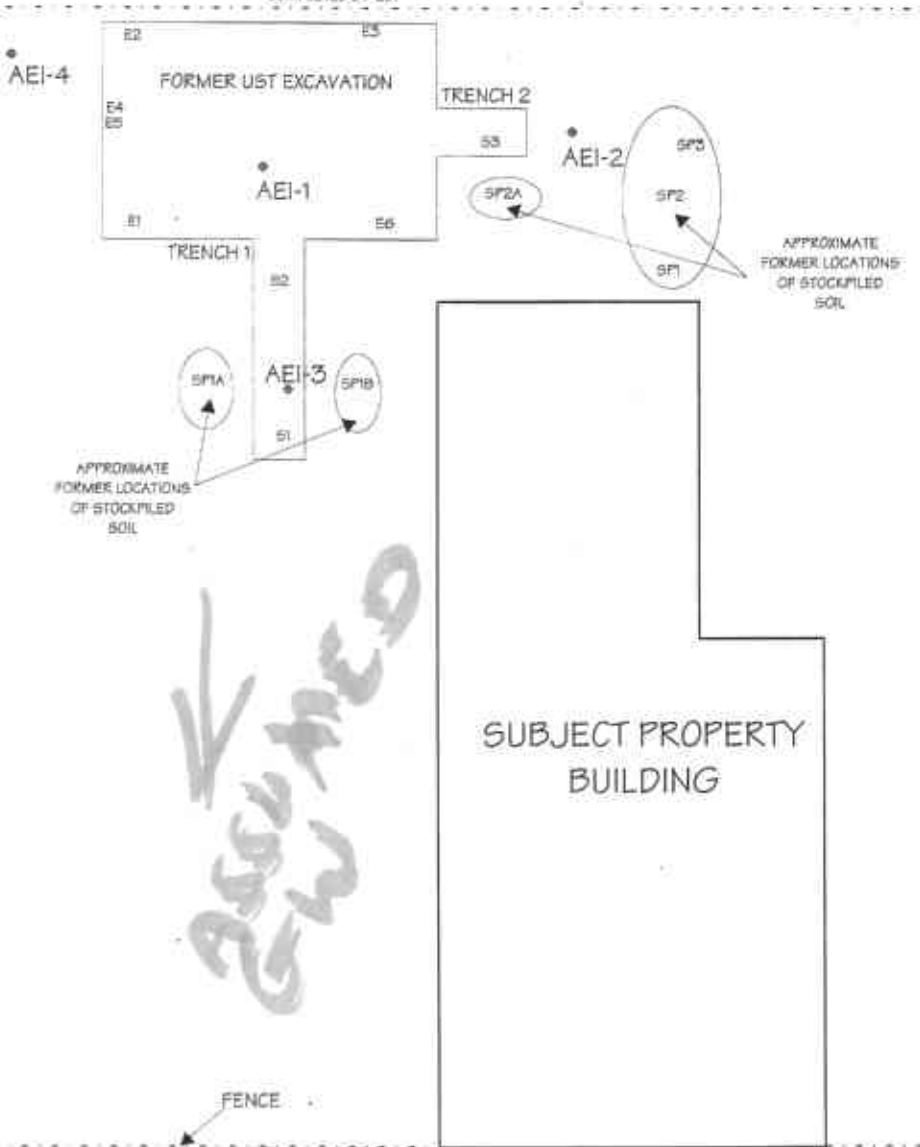 E2
E3
AEI-4
FORMER UST EXCAVATION
E4
E5
TRENCH 2
S3
AEI-2
SP3
AEI-1
SP2A
SP2
E1
E6
TRENCH 1
S2
SP1
APPROXIMATE
FORMER LOCATIONS
OF STOCKPILED
SOIL
SP1A
AEI-3
SP1B
S1
APPROXIMATE
FORMER LOCATIONS
OF STOCKPILED
SOIL
SUBJECT PROPERTY
BUILDING
GW
FENCE